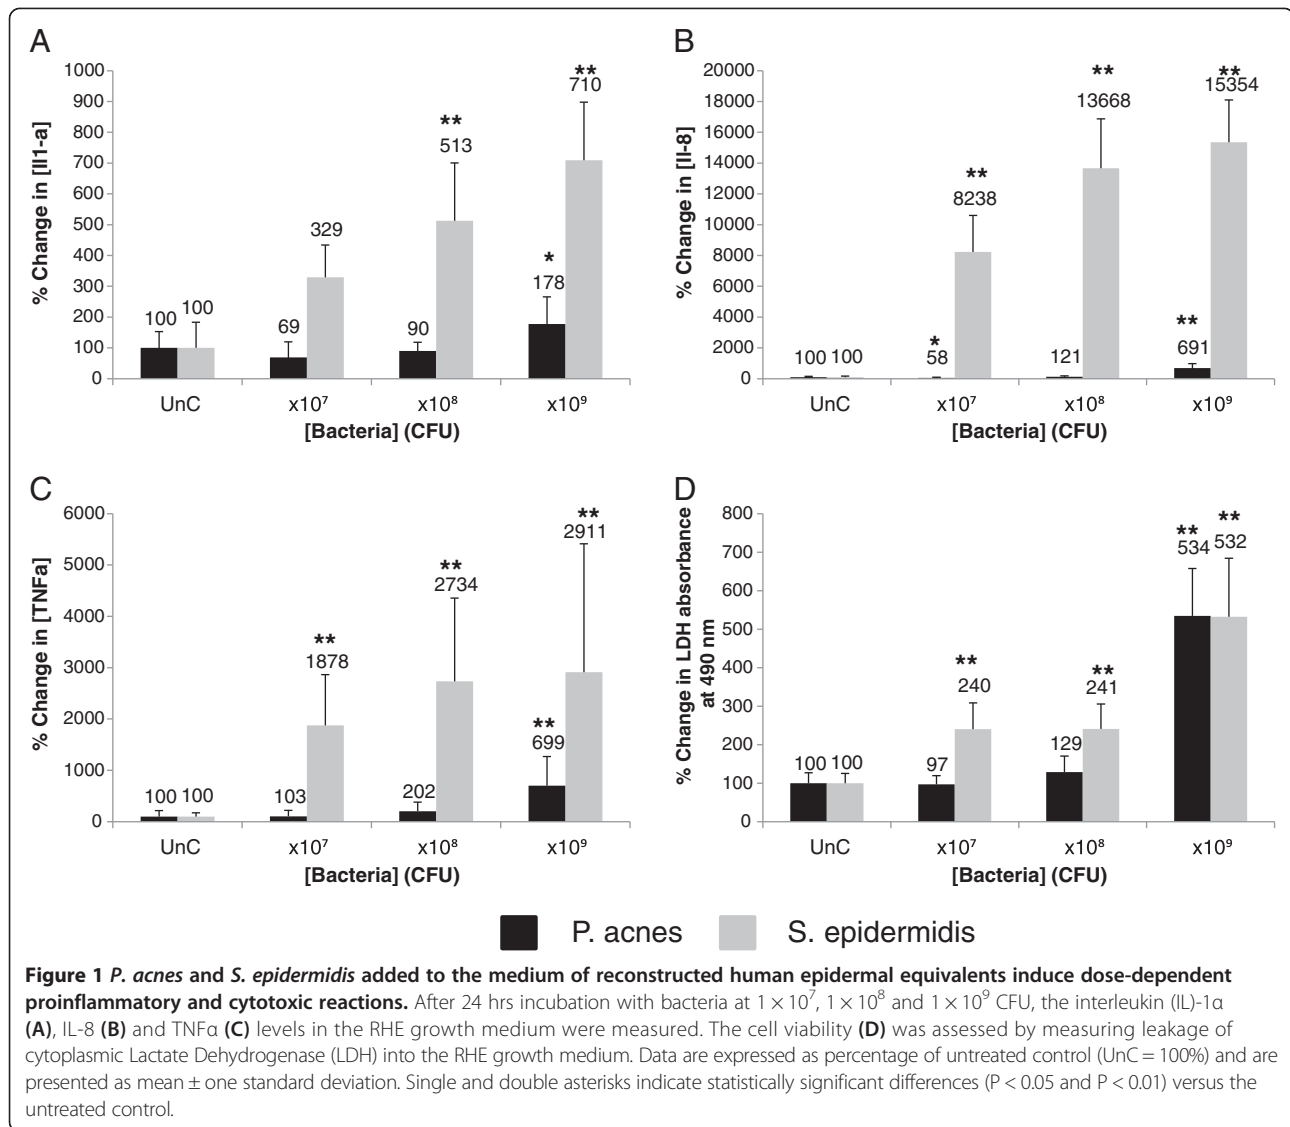 A
1000
900
800
700
600
500
400
300
200
100
0
% Change in [Il1-a]
100
100
69
329
90
**
513
*
178
**
710
UnC
x10⁷
x10⁸
x10⁹
[Bacteria] (CFU)
B
20000
18000
16000
14000
12000
10000
8000
6000
4000
2000
0
% Change in [Il-8]
100
100
*
58
**
8238
121
**
13668
**
691
**
15354
UnC
x10⁷
x10⁸
x10⁹
[Bacteria] (CFU)
C
6000
5000
4000
3000
2000
1000
0
% Change in [TNFa]
100
100
103
**
1878
202
**
2734
**
699
**
2911
UnC
x10⁷
x10⁸
x10⁹
[Bacteria] (CFU)
D
800
700
600
500
400
300
200
100
0
% Change in LDH absorbance
at 490 nm
100
100
97
**
240
129
**
241
**
534
**
532
UnC
x10⁷
x10⁸
x10⁹
[Bacteria] (CFU)
P. acnes
S. epidermidis
Figure 1 P. acnes and S. epidermidis added to the medium of reconstructed human epidermal equivalents induce dose-dependent
proinflammatory and cytotoxic reactions. After 24 hrs incubation with bacteria at 1 × 10⁷, 1 × 10⁸ and 1 × 10⁹ CFU, the interleukin (IL)-1α
(A), IL-8 (B) and TNFα (C) levels in the RHE growth medium were measured. The cell viability (D) was assessed by measuring leakage of
cytoplasmic Lactate Dehydrogenase (LDH) into the RHE growth medium. Data are expressed as percentage of untreated control (UnC = 100%) and are
presented as mean ± one standard deviation. Single and double asterisks indicate statistically significant differences (P < 0.05 and P < 0.01) versus the
untreated control.